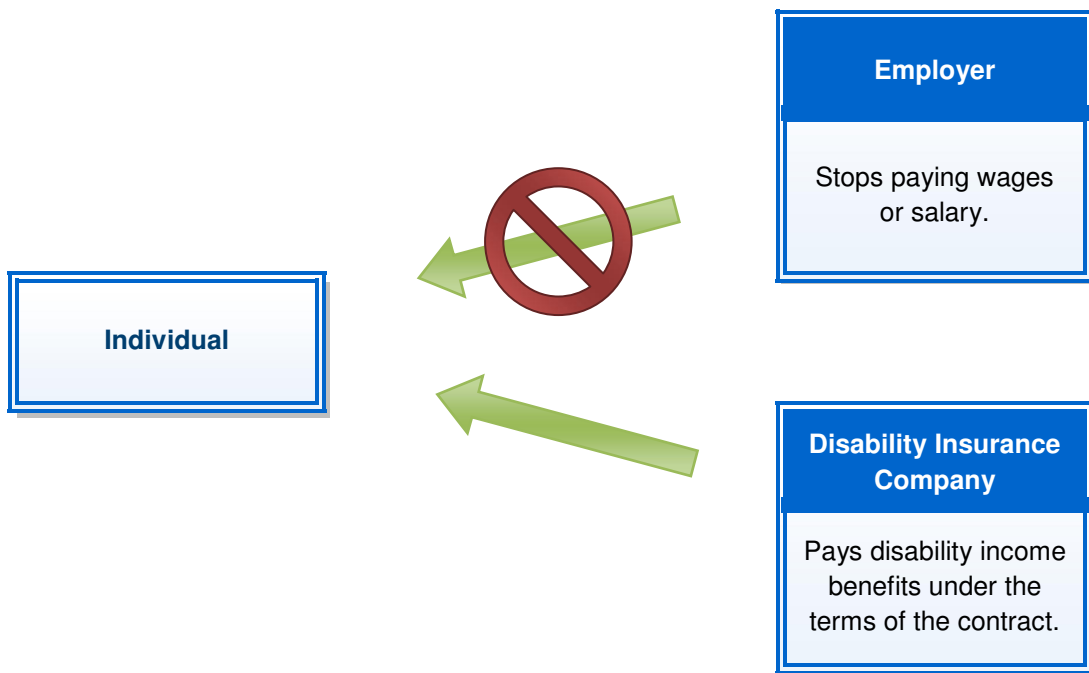 Employer
Stops paying wages
or salary.
Individual
Disability Insurance
Company
Pays disability income
benefits under the
terms of the contract.